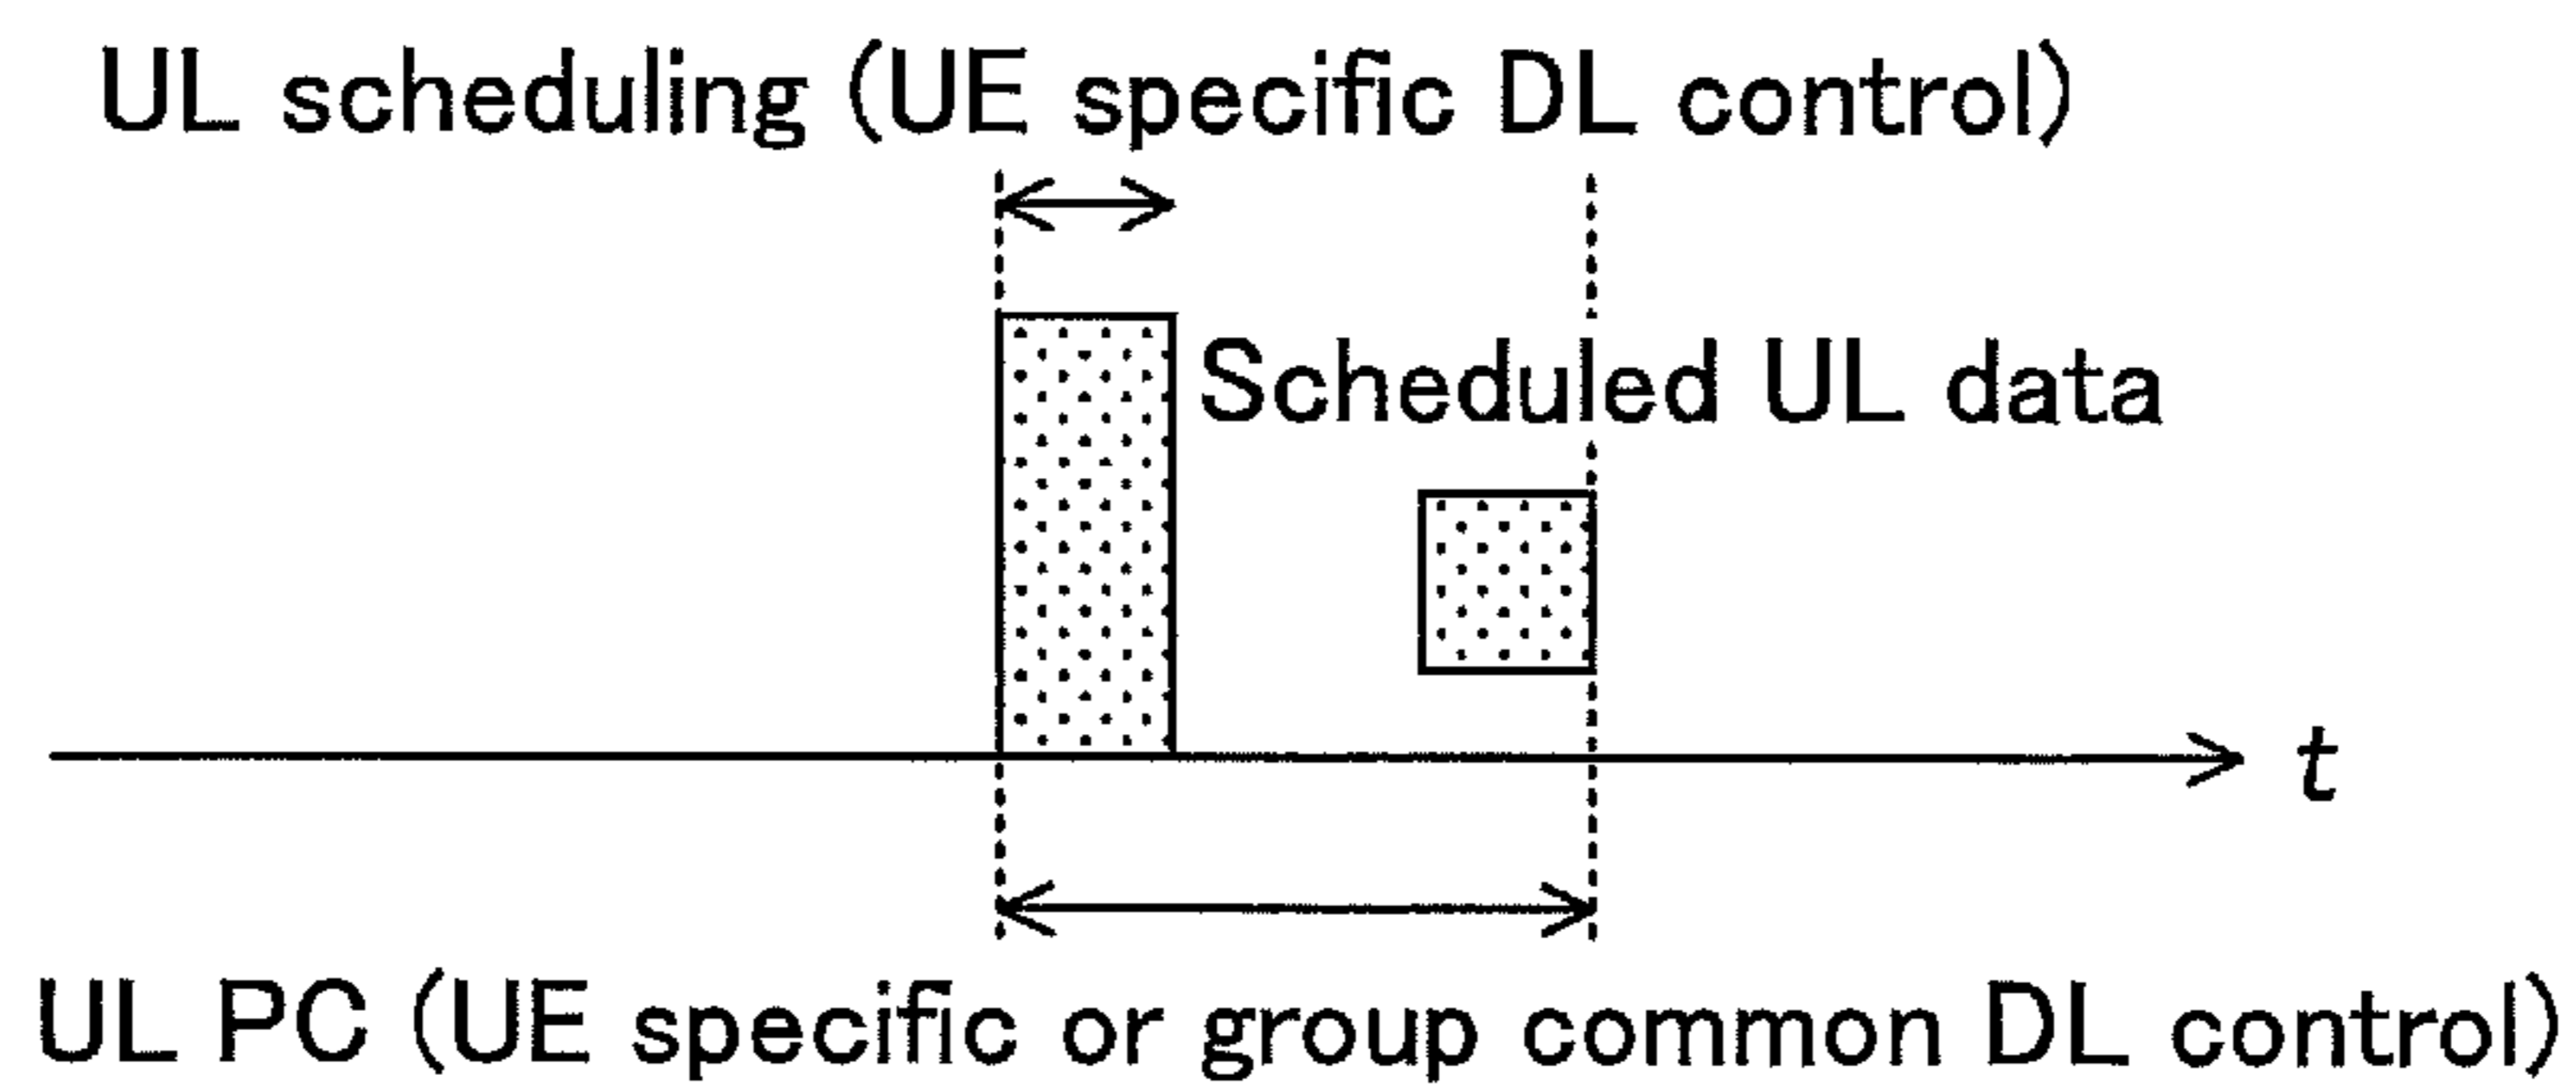 UL scheduling (UE specific DL control)
Scheduled UL data
t
UL PC (UE specific or group common DL control)